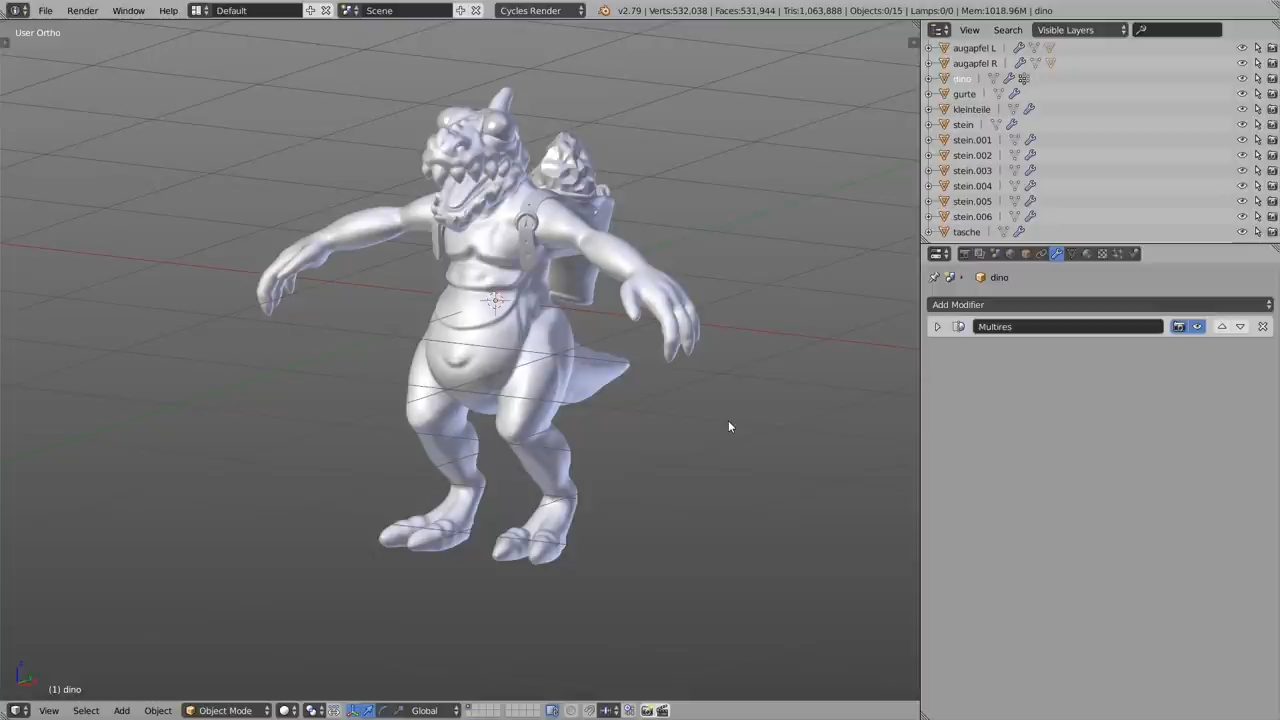 File Render Window Help Default Scene Cycles Render v2.79 | Verts:532,038 | Faces:531,944 | Tris:1,063,888 | Objects:0/15 | Lamps:0/0 | Mem:1018.96M | dino
User Ortho
View Search Visible Layers
augapfel L
augapfel R
dino
gurte
kleinteile
stein
stein.001
stein.002
stein.003
stein.004
stein.005
stein.006
tasche
dino
Add Modifier
Multires
(1) dino
View Select Add Object Object Mode Global